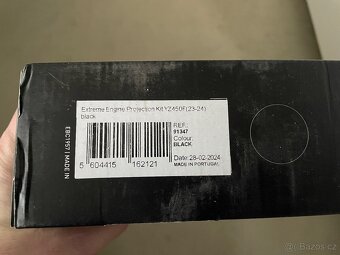 Extreme Engine Protection Kit YZ450F(23-24)
black
REF.:
91347
Colour:
BLACK
Date:28-02-2024
MADE IN PORTUGAL
5 604415 162121
MADE IN
Bazos.cz